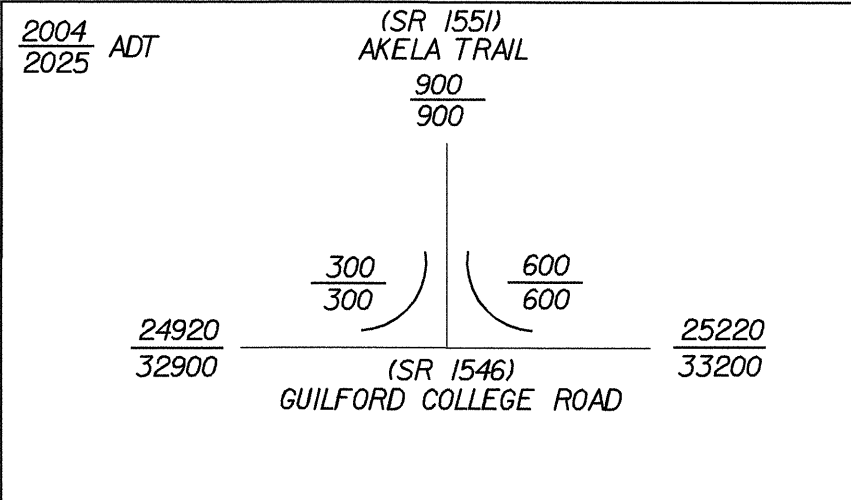 2004
2025 ADT
(SR 1551)
AKELA TRAIL
900
900
300
300
600
600
24920
32900
25220
33200
(SR 1546)
GUILFORD COLLEGE ROAD